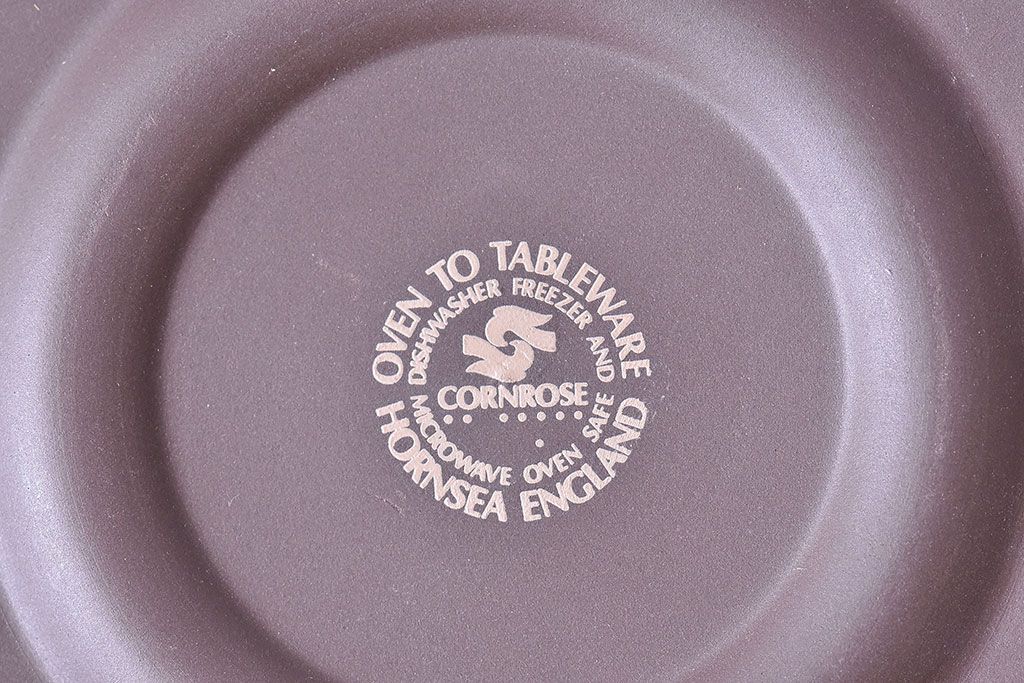 OVEN TO TABLEWARE
DISHWASHER FREEZER AND
CORNROSE
MICROWAVE OVEN SAFE
HORNSEA ENGLAND